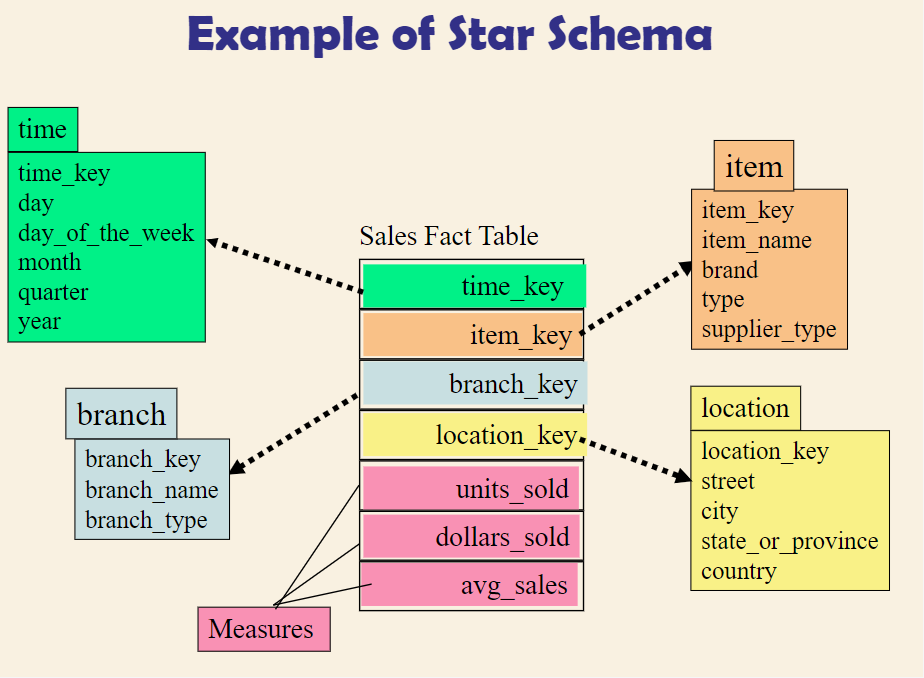 Example of Star Schema
time
time_key
day
day_of_the_week
month
quarter
year
branch
branch_key
branch_name
branch_type
Sales Fact Table
time_key
item_key
branch_key
location_key
units_sold
dollars_sold
avg_sales
Measures
item
item_key
item_name
brand
type
supplier_type
location
location_key
street
city
state_or_province
country